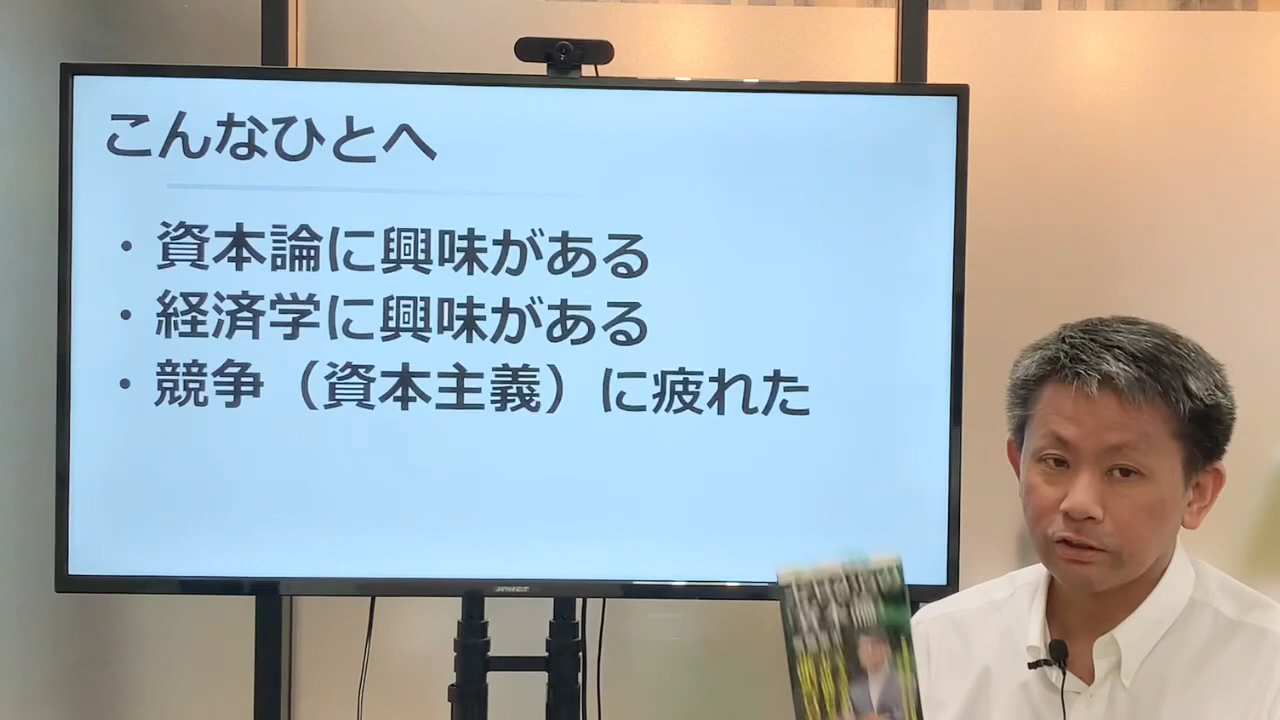 こんなひとへ
・資本論に興味がある
・経済学に興味がある
・競争（資本主義）に疲れた
JAPANNEXT